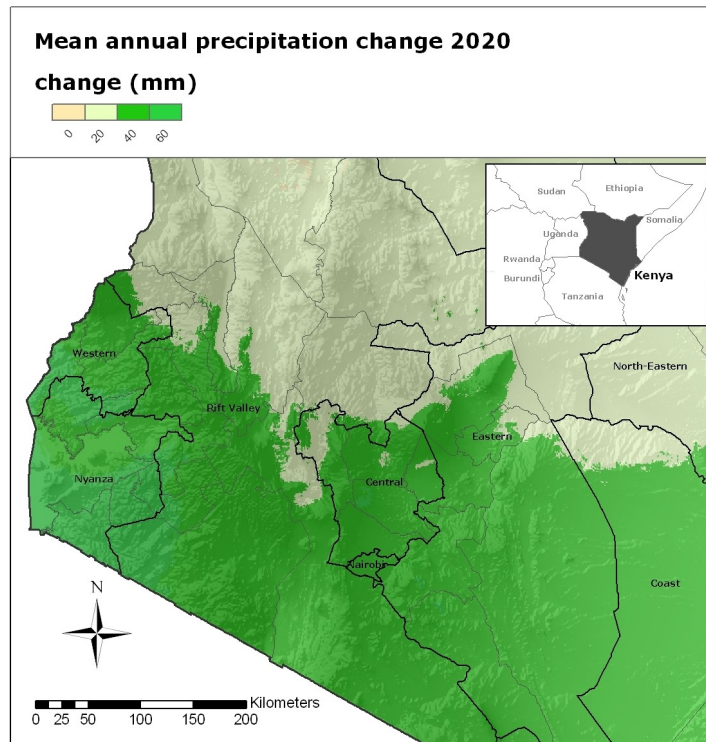 Mean annual precipitation change 2020
change (mm)
0 20 40 60
Sudan Ethiopia
Somalia
Uganda
Rwanda
Kenya
Burundi
Tanzania
Western
North-Eastern
Rift Valley
Eastern
Nyanza
Central
Nairobi
Coast
N
Kilometers
0 25 50 100 150 200